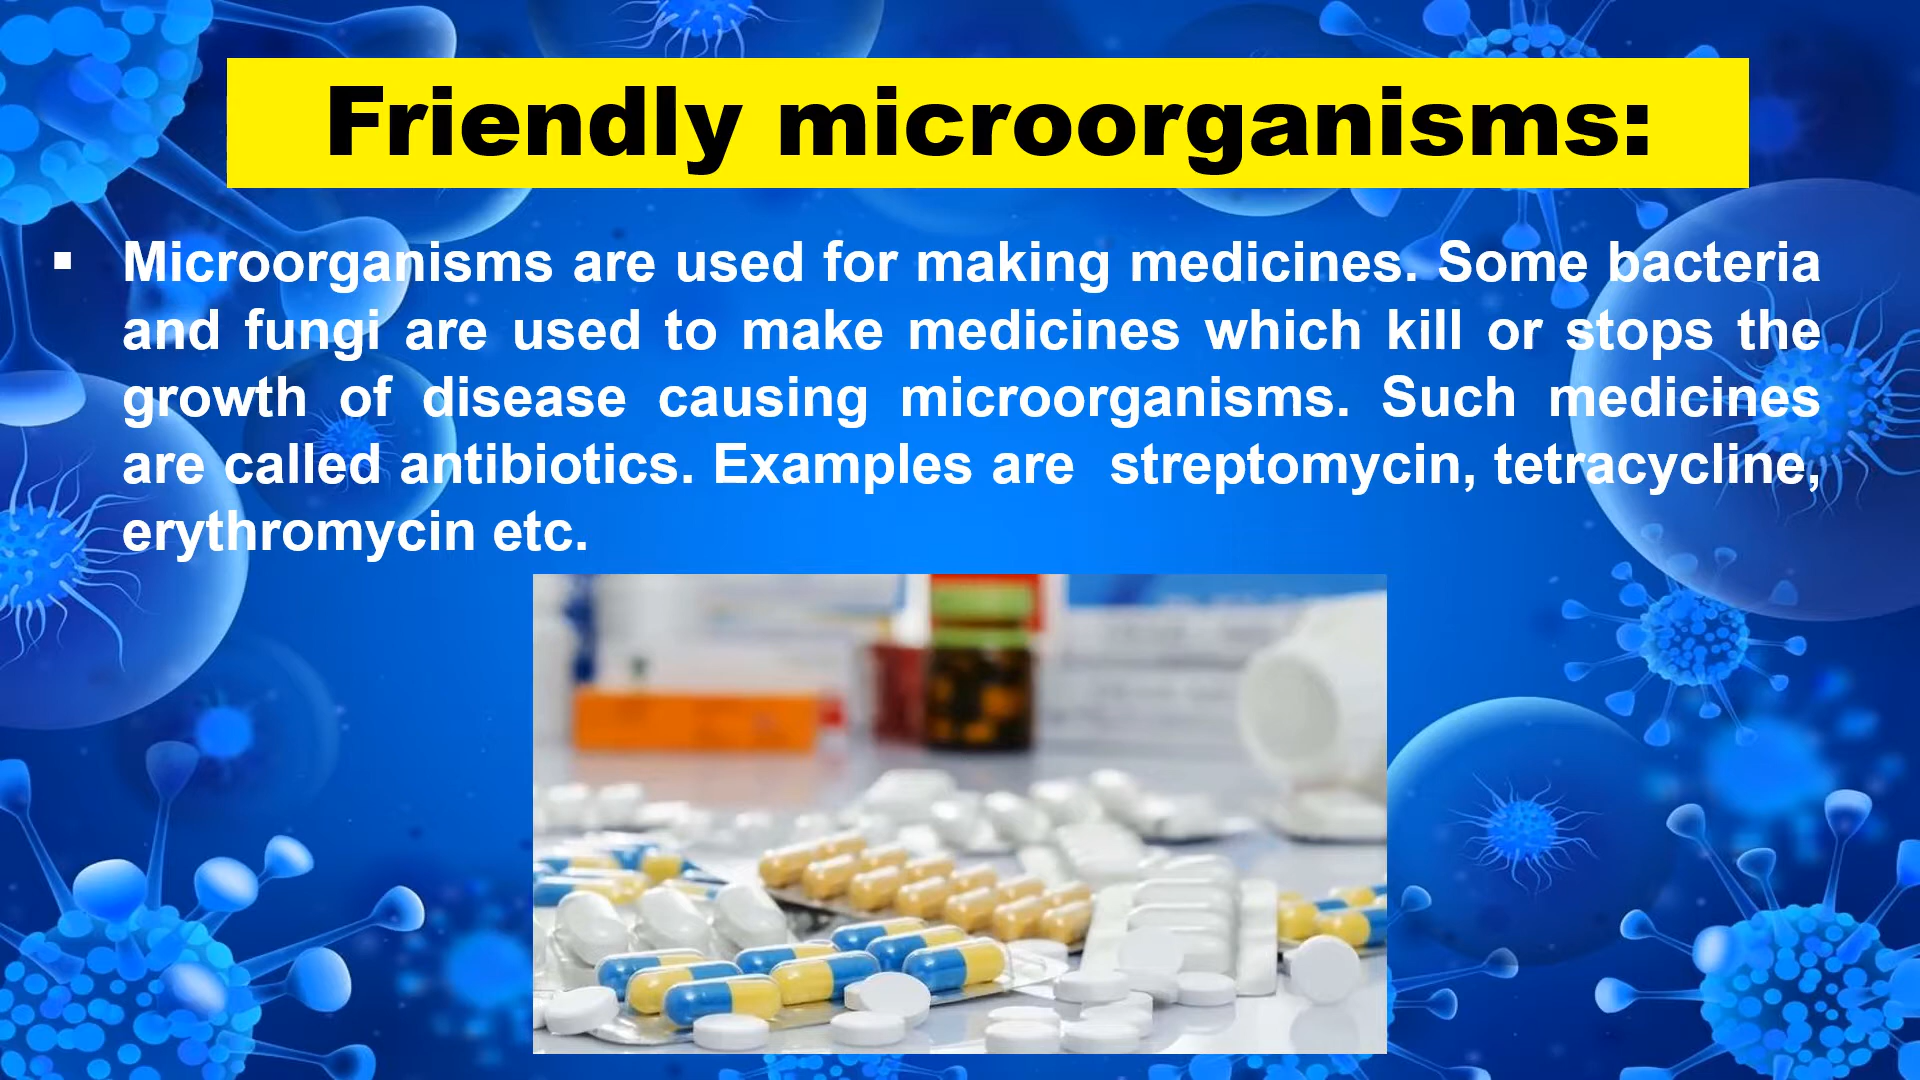 Friendly microorganisms:
▪ Microorganisms are used for making medicines. Some bacteria
and fungi are used to make medicines which kill or stops the
growth of disease causing microorganisms. Such medicines
are called antibiotics. Examples are  streptomycin, tetracycline,
erythromycin etc.